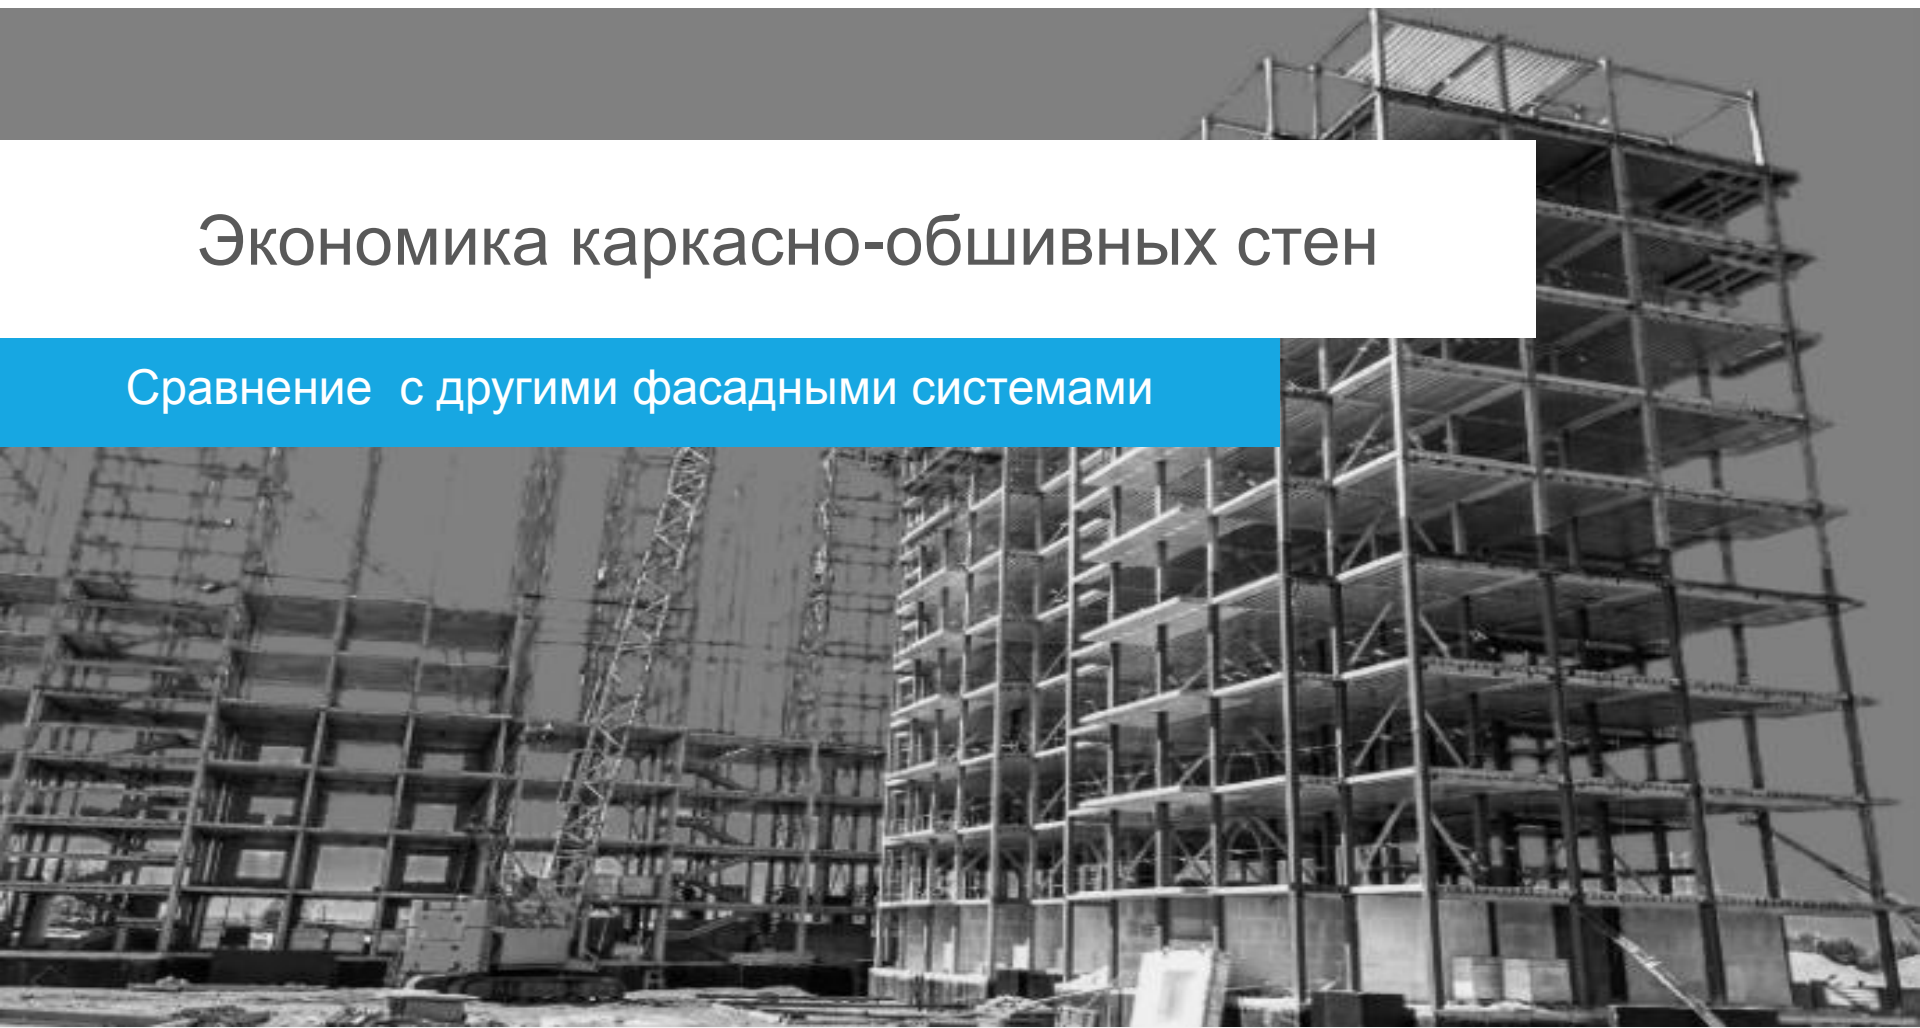 Экономика каркасно-обшивных стен
Сравнение с другими фасадными системами